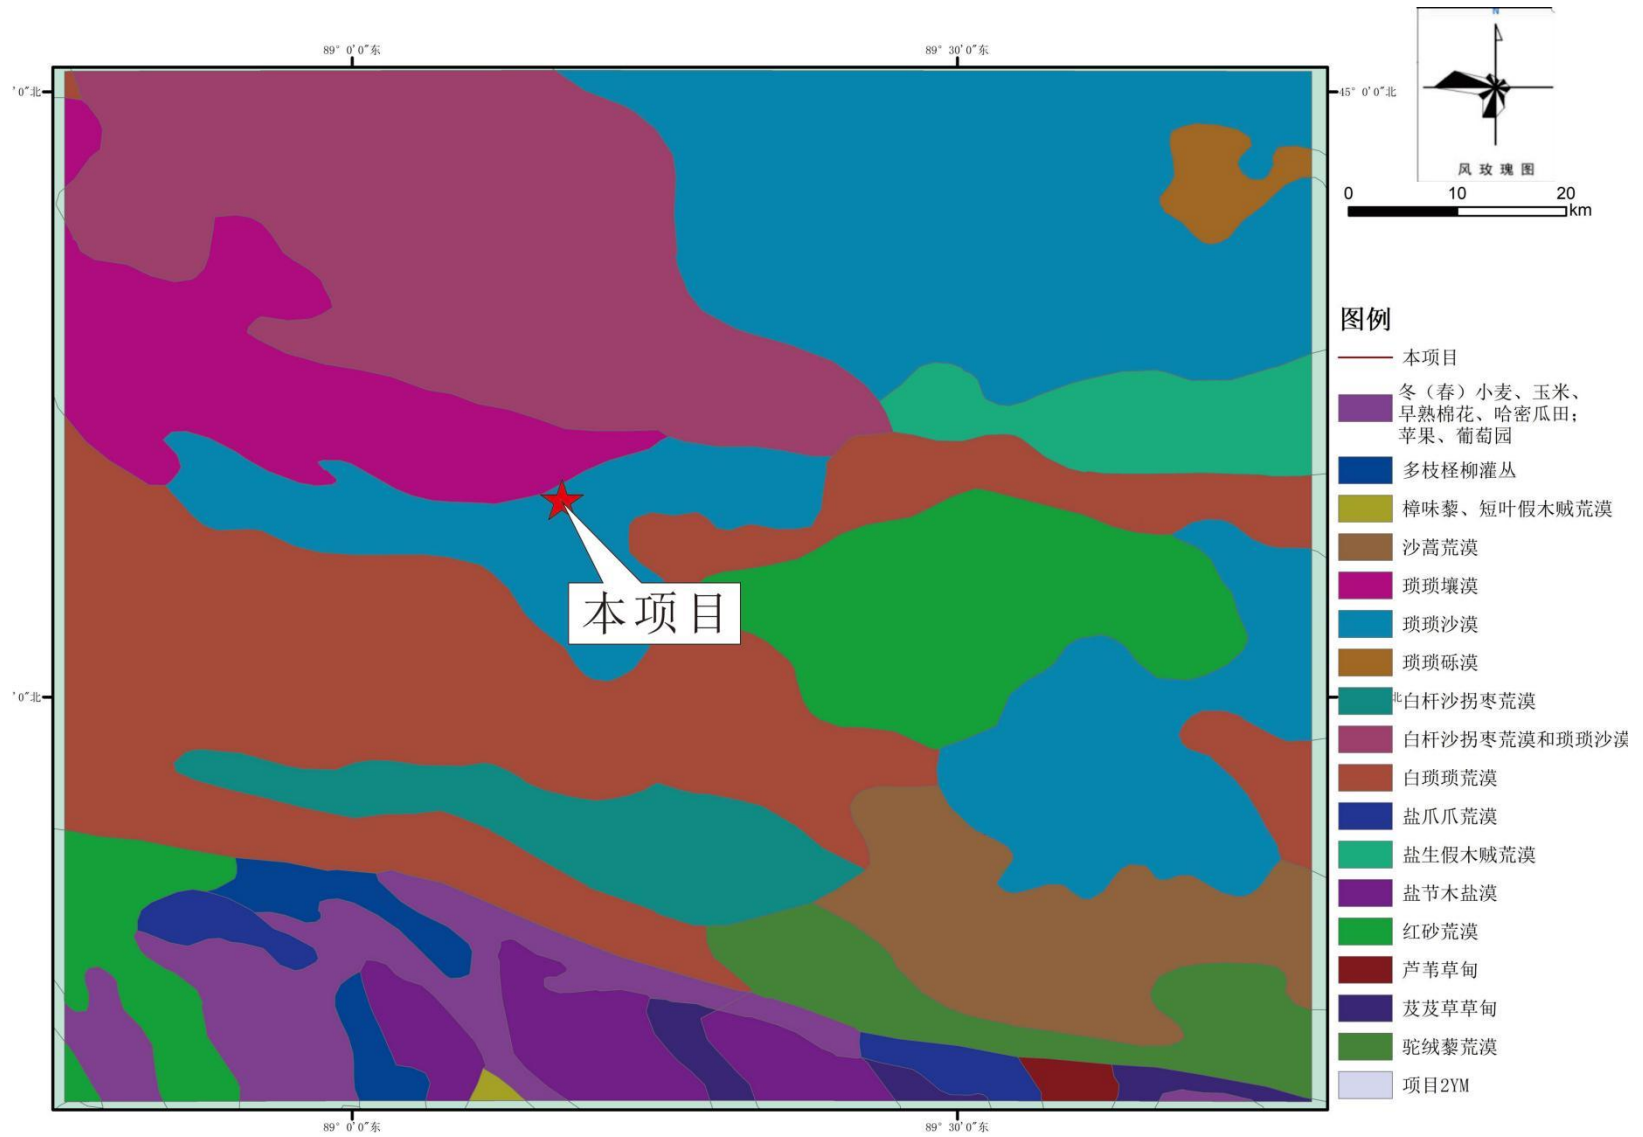 N
89° 0'0"东
89° 30'0"东
'0"北
45° 0'0"北
风玫瑰图
0 10 20
km
图例
本项目
冬（春）小麦、玉米、
早熟棉花、哈密瓜田；
苹果、葡萄园
多枝柽柳灌丛
樟味藜、短叶假木贼荒漠
沙蒿荒漠
琐琐壤漠
琐琐沙漠
琐琐砾漠
白杆沙拐枣荒漠
白杆沙拐枣荒漠和琐琐沙漠
白琐琐荒漠
盐爪爪荒漠
盐生假木贼荒漠
盐节木盐漠
红砂荒漠
芦苇草甸
芨芨草草甸
驼绒藜荒漠
项目2YM
本项目
'0"北
北
89° 0'0"东
89° 30'0"东